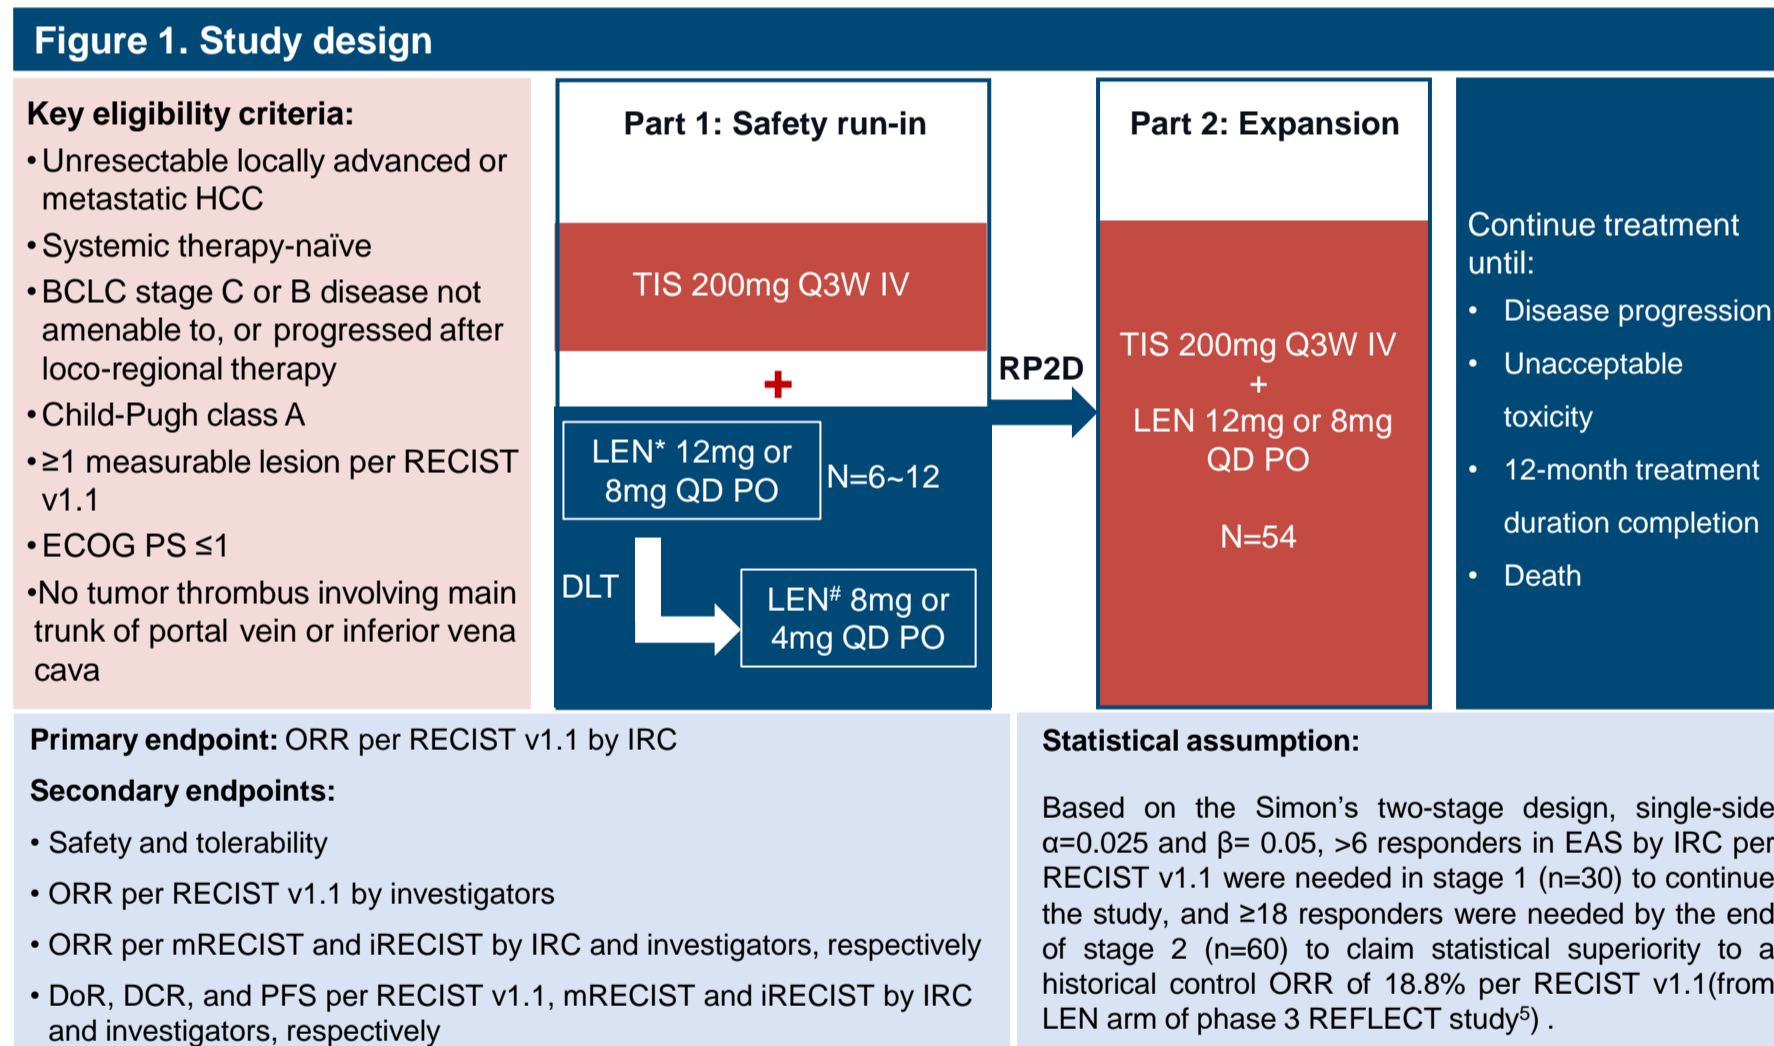 Figure 1. Study design
Key eligibility criteria:
•Unresectable locally advanced or
metastatic HCC
•Systemic therapy-naïve
•BCLC stage C or B disease not
amenable to, or progressed after
loco-regional therapy
•Child-Pugh class A
•≥1 measurable lesion per RECIST
v1.1
•ECOG PS ≤1
•No tumor thrombus involving main
trunk of portal vein or inferior vena
cava
Part 1: Safety run-in
TIS 200mg Q3W IV
+
LEN* 12mg or
8mg QD PO
N=6~12
DLT
LEN# 8mg or
4mg QD PO
RP2D
Part 2: Expansion
TIS 200mg Q3W IV
+
LEN 12mg or 8mg
QD PO
N=54
Continue treatment
until:
• Disease progression
• Unacceptable
toxicity
• 12-month treatment
duration completion
• Death
Primary endpoint: ORR per RECIST v1.1 by IRC
Secondary endpoints:
• Safety and tolerability
• ORR per RECIST v1.1 by investigators
• ORR per mRECIST and iRECIST by IRC and investigators, respectively
• DoR, DCR, and PFS per RECIST v1.1, mRECIST and iRECIST by IRC
and investigators, respectively
Statistical assumption:
Based on the Simon's two-stage design, single-side
α=0.025 and β= 0.05, >6 responders in EAS by IRC per
RECIST v1.1 were needed in stage 1 (n=30) to continue
the study, and ≥18 responders were needed by the end
of stage 2 (n=60) to claim statistical superiority to a
historical control ORR of 18.8% per RECIST v1.1(from
LEN arm of phase 3 REFLECT study⁵) .